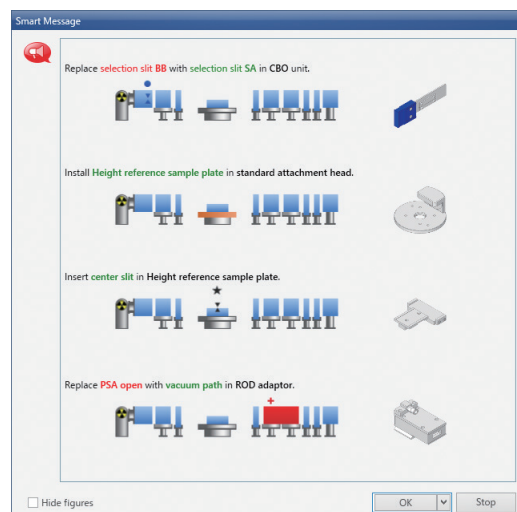 Smart Message
Replace selection slit BB with selection slit SA in CBO unit.
Install Height reference sample plate in standard attachment head.
Insert center slit in Height reference sample plate.
Replace PSA open with vacuum path in ROD adaptor.
Hide figures
OK
Stop